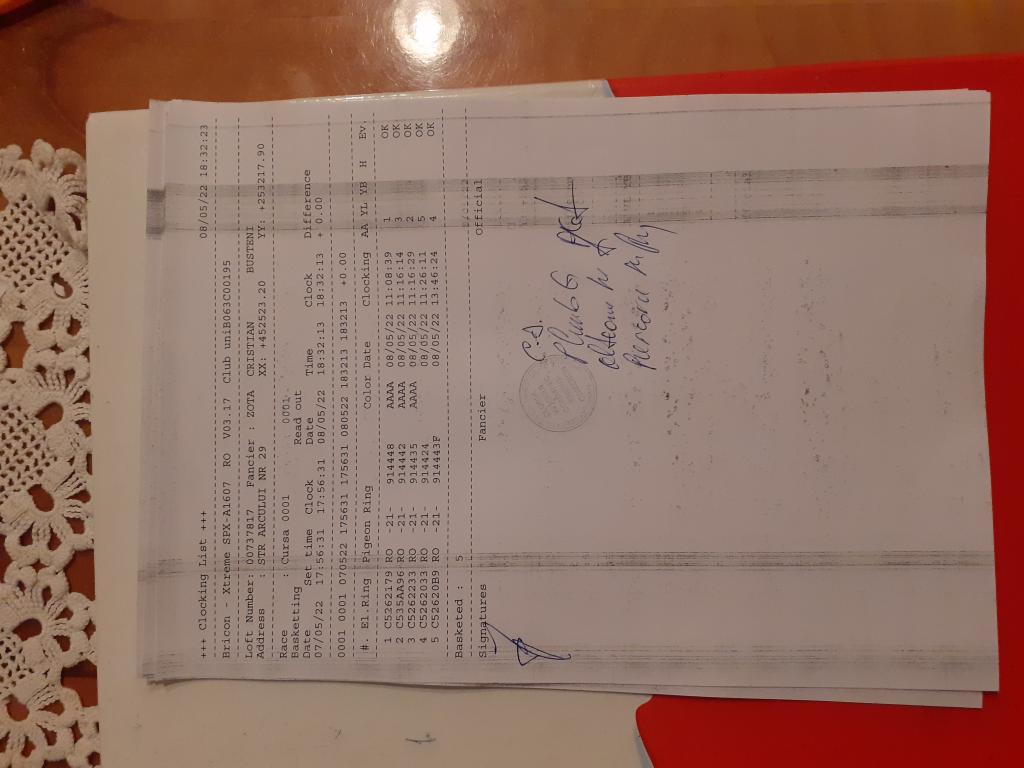 +++ Clocking List +++ 08/05/22 18:32:23
Bricon - Xtreme SPX-A1607 RO V03.17 Club uniB063C00195
Loft Number: 00737817 Fancier : ZOTA CRISTIAN BUSTENI
Address : STR ARCULUI NR 29 XX: +452523.20 YY: +253217.90
Race : Cursa 0001 0001
Basketting Read out
Date Set time Clock Date Time Clock Difference
07/05/22 17:56:31 17:56:31 08/05/22 18:32:13 18:32:13 + 0.00
0001 0001 070522 175631 175631 080522 183213 183213 +0.00
#. El.Ring Pigeon Ring Color Date Clocking AA YL YB H Ev.
1 C5262179 RO -21- 914448 AAAA 08/05/22 11:08:39 1 OK
2 C535AA96 RO -21- 914442 AAAA 08/05/22 11:16:14 3 OK
3 C5262233 RO -21- 914435 AAAA 08/05/22 11:16:29 2 OK
4 C5262033 RO -21- 914424 08/05/22 11:26:11 5 OK
5 C52620B9 RO -21- 914443F 08/05/22 13:46:24 4 OK
Basketed : 5
Signatures Fancier Official